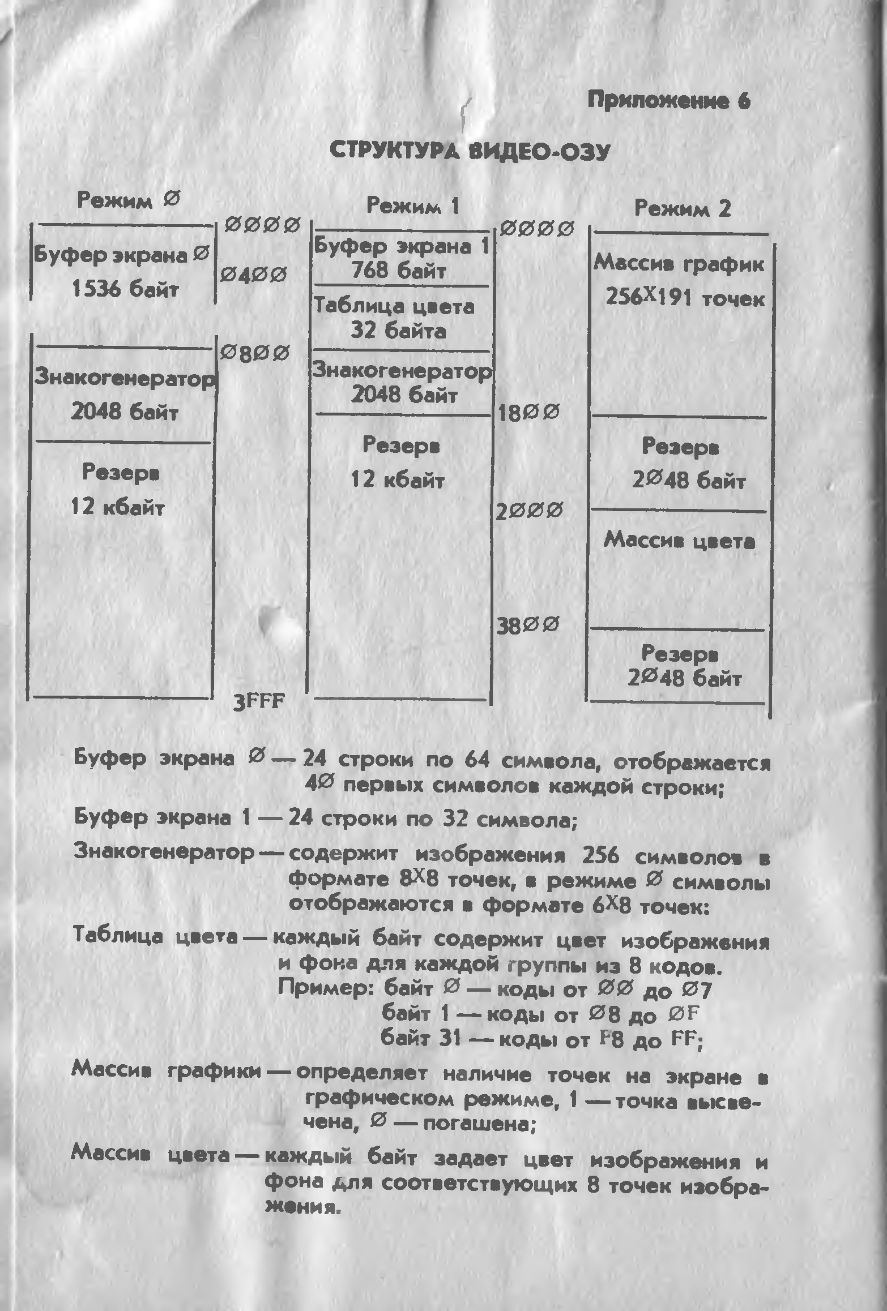 Приложение 6
СТРУКТУРА ВИДЕО-ОЗУ
Режим Ø
Буфер экрана Ø
1536 байт
Знакогенератор
2048 байт
Резерв
12 кбайт
ØØØØ
Ø4ØØ
Ø8ØØ
3FFF
Режим 1
Буфер экрана 1
768 байт
Таблица цвета
32 байта
Знакогенератор
2048 байт
Резерв
12 кбайт
ØØØØ
18ØØ
2ØØØ
38ØØ
Режим 2
Массив график
256X191 точек
Резерв
2Ø48 байт
Массив цвета
Резерв
2Ø48 байт
Буфер экрана Ø — 24 строки по 64 символа, отображается
4Ø первых символов каждой строки;
Буфер экрана 1 — 24 строки по 32 символа;
Знакогенератор — содержит изображения 256 символов в
формате 8X8 точек, в режиме Ø символы
отображаются в формате 6X8 точек:
Таблица цвета — каждый байт содержит цвет изображения
и фона для каждой группы из 8 кодов.
Пример: байт Ø — коды от ØØ до Ø7
байт 1 — коды от Ø8 до ØF
байт 31 — коды от F8 до FF;
Массив графики — определяет наличие точек на экране в
графическом режиме, 1 — точка высве-
чена, Ø — погашена;
Массив цвета — каждый байт задает цвет изображения и
фона для соответствующих 8 точек изобра-
жения.